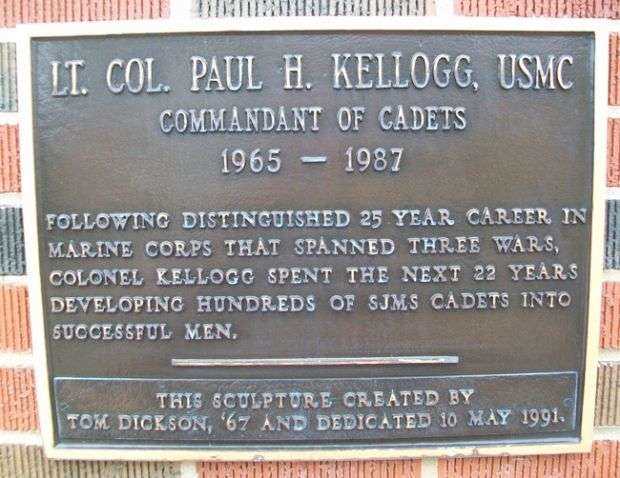 LT. COL. PAUL H. KELLOGG, USMC
COMMANDANT OF CADETS
1965 — 1987
FOLLOWING DISTINGUISHED 25 YEAR CAREER IN
MARINE CORPS THAT SPANNED THREE WARS,
COLONEL KELLOGG SPENT THE NEXT 22 YEARS
DEVELOPING HUNDREDS OF SJMS CADETS INTO
SUCCESSFUL MEN.
THIS SCULPTURE CREATED BY
TOM DICKSON, '67 AND DEDICATED 10 MAY 1991.